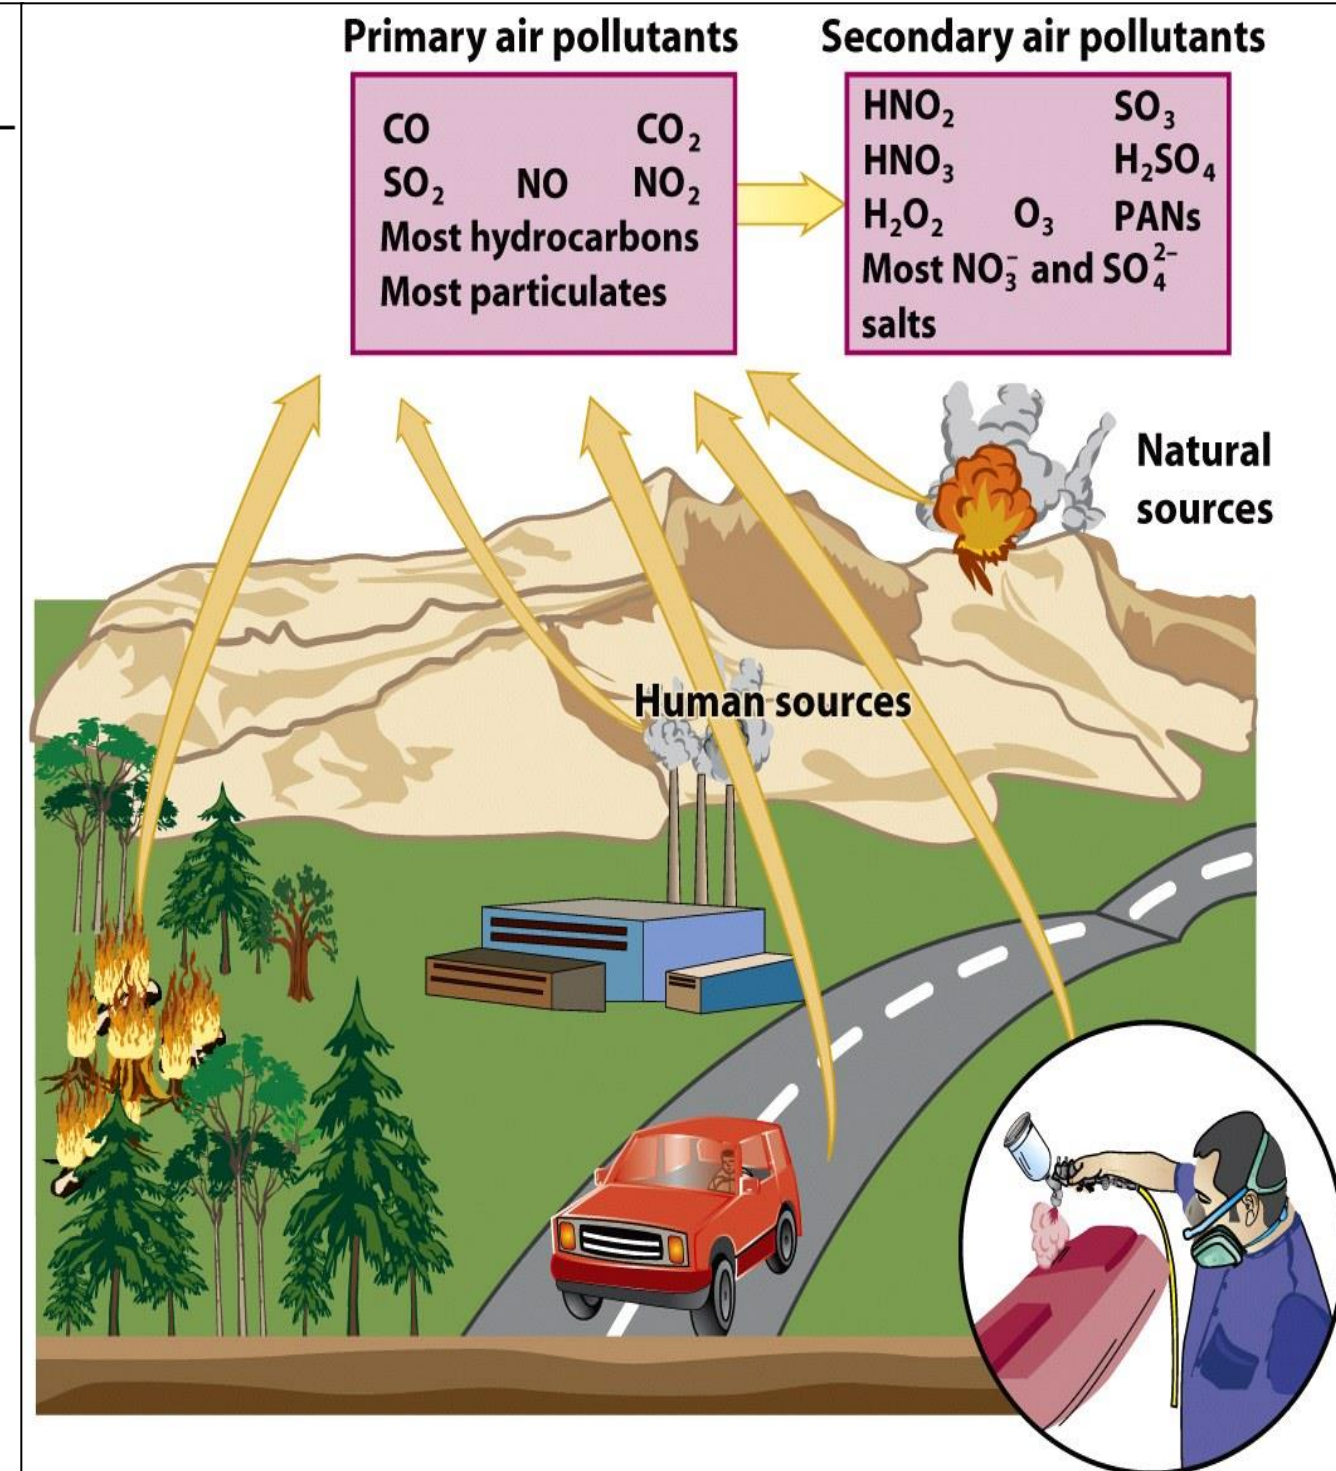 Primary air pollutants
CO CO₂
SO₂ NO NO₂
Most hydrocarbons
Most particulates
Secondary air pollutants
HNO₂ SO₃
HNO₃ H₂SO₄
H₂O₂ O₃ PANs
Most NO₃⁻ and SO₄²⁻
salts
Natural
sources
Human sources